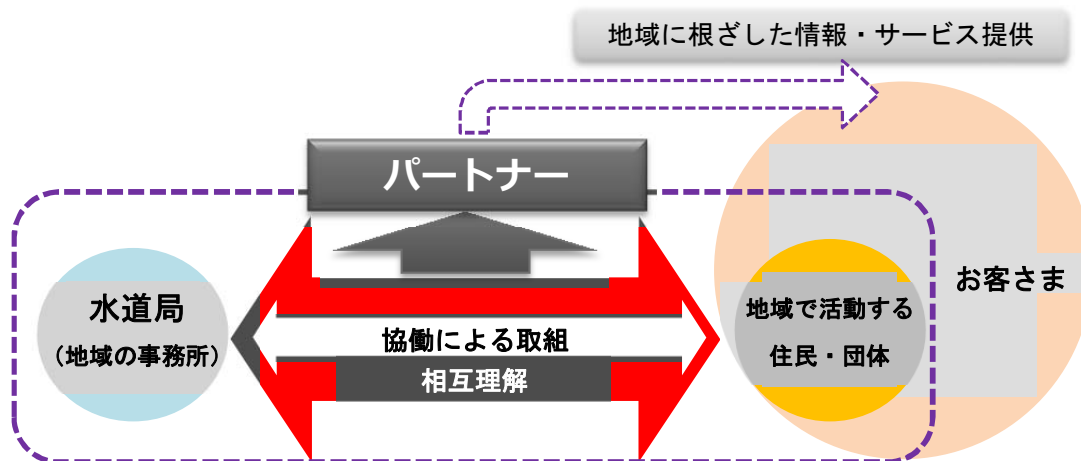 地域に根ざした情報・サービス提供
パートナー
水道局
（地域の事務所）
協働による取組
相互理解
地域で活動する
住民・団体
お客さま